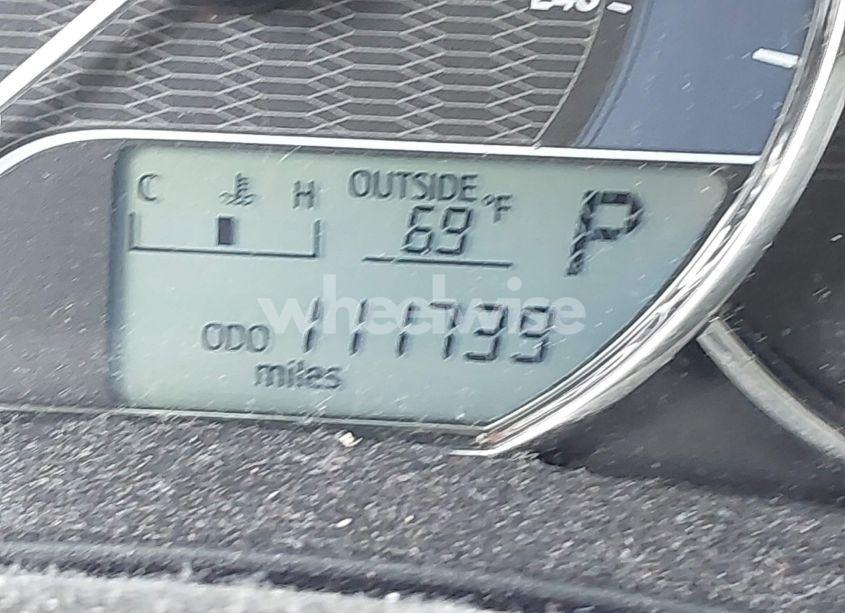 C H OUTSIDE
69 °F P
ODO 111799
miles
wheelwise